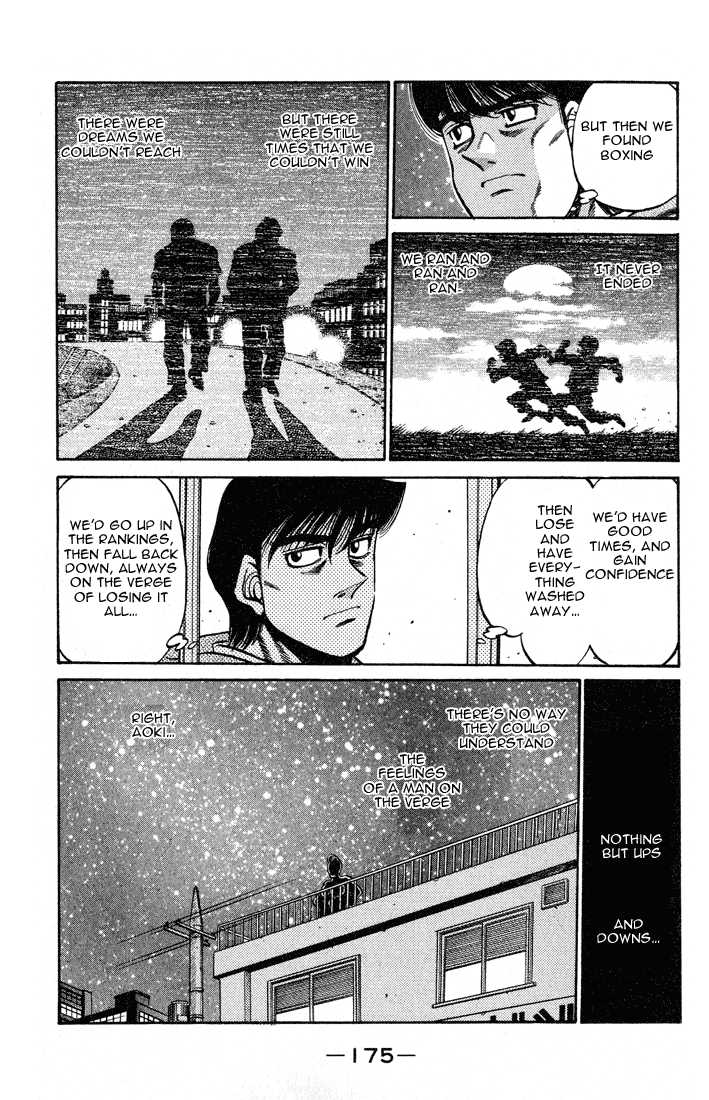 BUT THEN WE
FOUND
BOXING
BUT THERE
WERE STILL
TIMES THAT WE
COULDN'T WIN
THERE WERE
DREAMS WE
COULDN'T REACH
IT NEVER
ENDED
WE RAN AND
RAN AND
RAN.
WE'D HAVE
GOOD
TIMES, AND
GAIN
CONFIDENCE
THEN
LOSE
AND
HAVE
EVERY-
THING
WASHED
AWAY...
WE'D GO UP IN
THE RANKINGS,
THEN FALL BACK
DOWN, ALWAYS
ON THE VERGE
OF LOSING IT
ALL...
NOTHING
BUT UPS
AND
DOWNS...
THERE'S NO WAY
THEY COULD
UNDERSTAND
THE
FEELINGS
OF A MAN ON
THE VERGE
RIGHT,
AOKI...
—175—